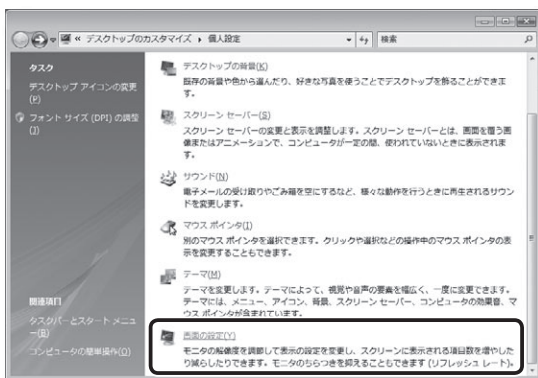 « デスクトップのカスタマイズ ▸ 個人設定
検索
タスク
デスクトップ アイコンの変更
(P)
フォント サイズ (DPI) の調整
(I)
関連項目
タスクバーとスタート メニュ
ー(B)
コンピュータの簡単操作(O)
デスクトップの背景(K)
既存の背景や色から選んだり、好きな写真を使うことでデスクトップを飾ることができま
す。
スクリーン セーバー(S)
スクリーン セーバーの変更と表示を調整します。スクリーン セーバーとは、画面を覆う画
像またはアニメーションで、コンピュータが一定の間、使われていないときに表示されま
す。
サウンド(N)
電子メールの受け取りやごみ箱を空にするなど、様々な動作を行うときに再生されるサウン
ドを変更します。
マウス ポインタ(I)
別のマウス ポインタを選択できます。クリックや選択などの操作中のマウス ポインタの表
示を変更することもできます。
テーマ(M)
テーマを変更します。テーマによって、視覚や音声の要素を幅広く、一度に変更できます。
テーマには、メニュー、アイコン、背景、スクリーン セーバー、コンピュータの効果音、マ
ウス ポインタが含まれています。
画面の設定(Y)
モニタの解像度を調節して表示の設定を変更し、スクリーンに表示される項目数を増やした
り減らしたりできます。モニタのちらつきを抑えることもできます (リフレッシュ レート)。